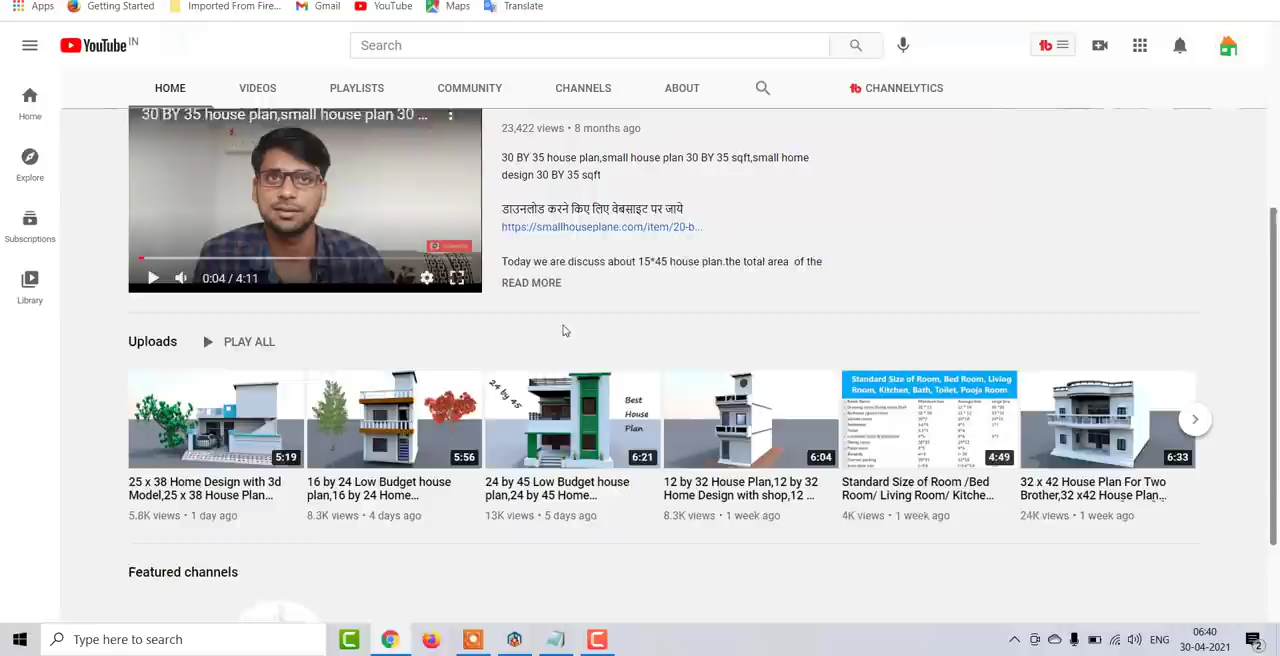 Apps Getting Started Imported From Fire... Gmail YouTube Maps Translate
YouTube IN
Search
HOME VIDEOS PLAYLISTS COMMUNITY CHANNELS ABOUT CHANNELYTICS
Home
Explore
Subscriptions
Library
30 BY 35 house plan,small house plan 30 ...
0:04 / 4:11
23,422 views • 8 months ago
30 BY 35 house plan,small house plan 30 BY 35 sqft,small home
design 30 BY 35 sqft
डाउनलोड करने किए लिए वेबसाइट पर जाये
https://smallhouseplane.com/item/20-b...
Today we are discuss about 15*45 house plan.the total area of the
READ MORE
Uploads PLAY ALL
5:19
5:56
24 by 45
Best
House
Plan
6:21
6:04
Standard Size of Room, Bed Room, Living
Room, Kitchen, Bath, Toilet, Pooja Room
4:49
6:33
25 x 38 Home Design with 3d
Model,25 x 38 House Plan...
5.8K views • 1 day ago
16 by 24 Low Budget house
plan,16 by 24 Home...
8.3K views • 4 days ago
24 by 45 Low Budget house
plan,24 by 45 Home...
13K views • 5 days ago
12 by 32 House Plan,12 by 32
Home Design with shop,12 ...
8.3K views • 1 week ago
Standard Size of Room /Bed
Room/ Living Room/ Kitche...
4K views • 1 week ago
32 x 42 House Plan For Two
Brother,32 x42 House Plan...
24K views • 1 week ago
Featured channels
Type here to search
ENG
06:40
30-04-2021
2